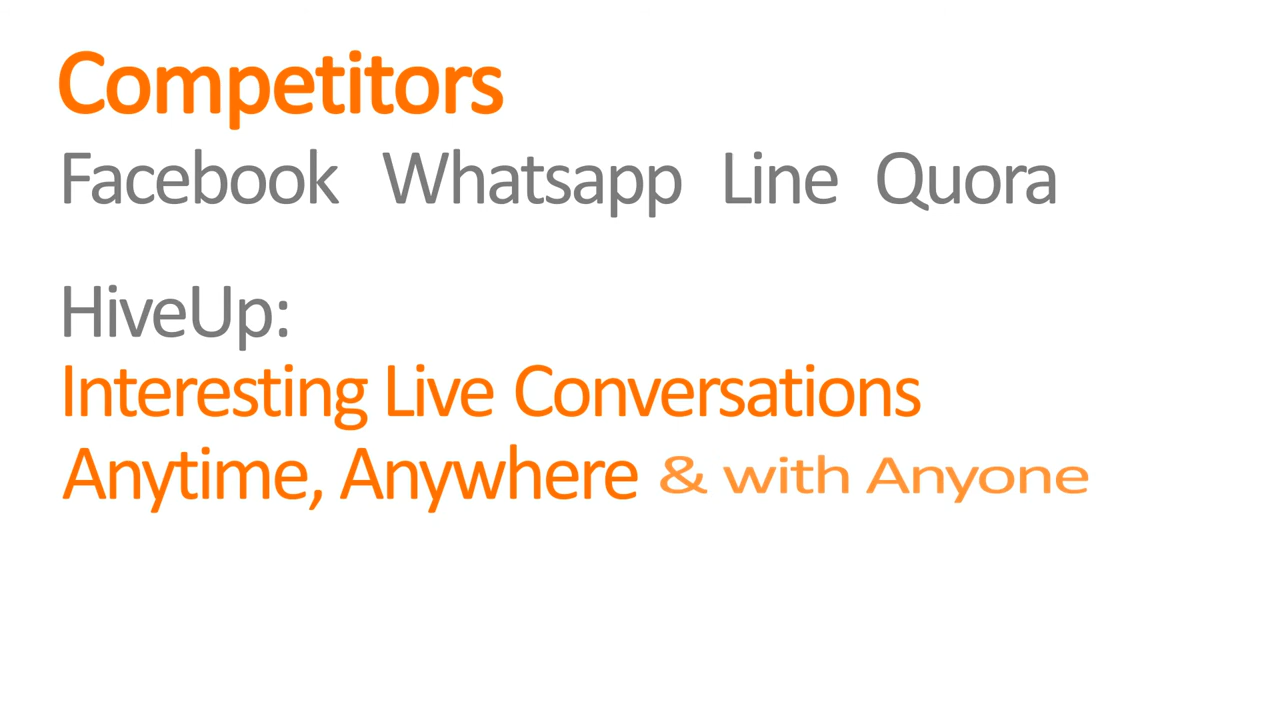 Competitors
Facebook Whatsapp Line Quora
HiveUp:
Interesting Live Conversations
Anytime, Anywhere & with Anyone